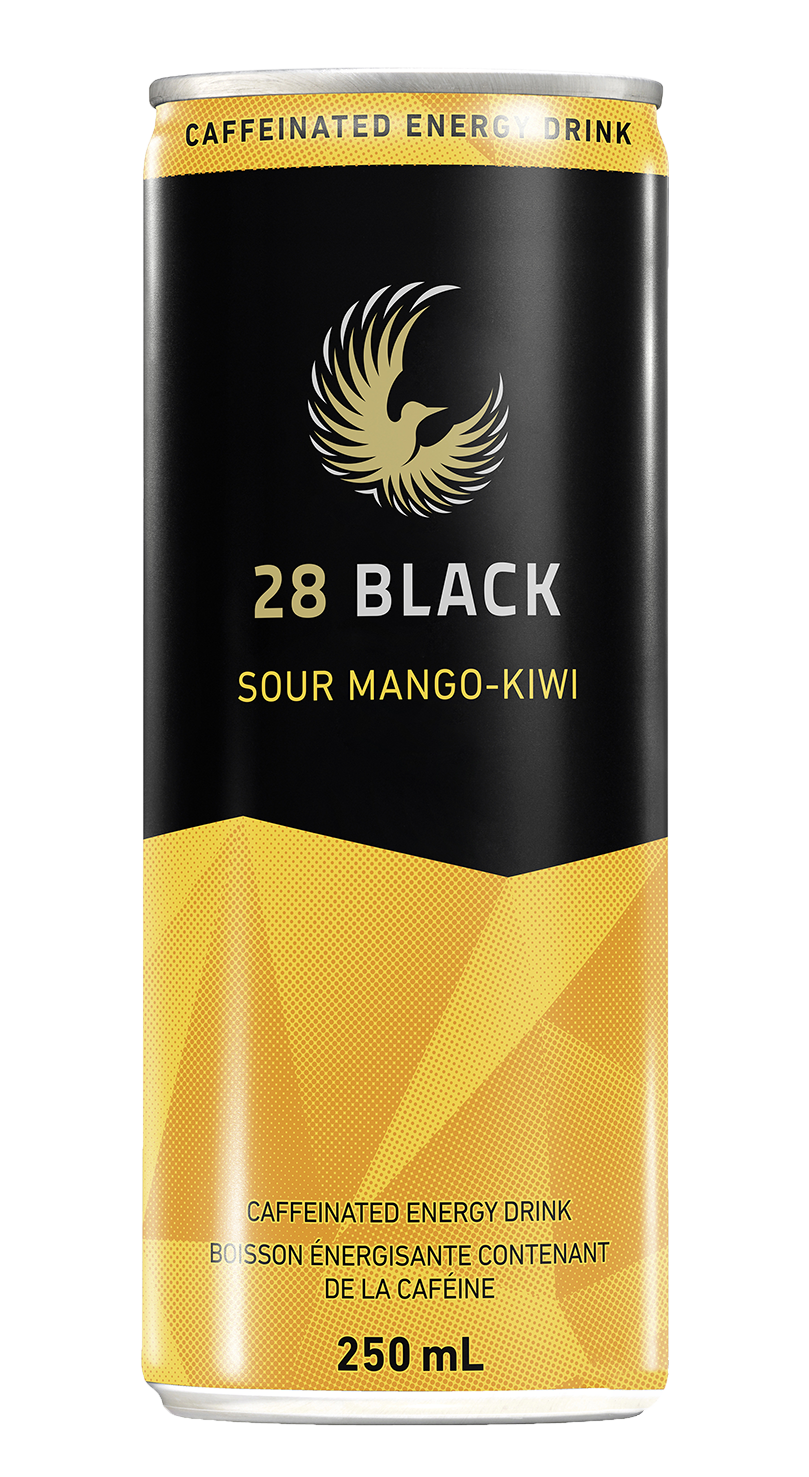 CAFFEINATED ENERGY DRINK
28 BLACK
SOUR MANGO-KIWI
CAFFEINATED ENERGY DRINK
BOISSON ÉNERGISANTE CONTENANT
DE LA CAFÉINE
250 mL